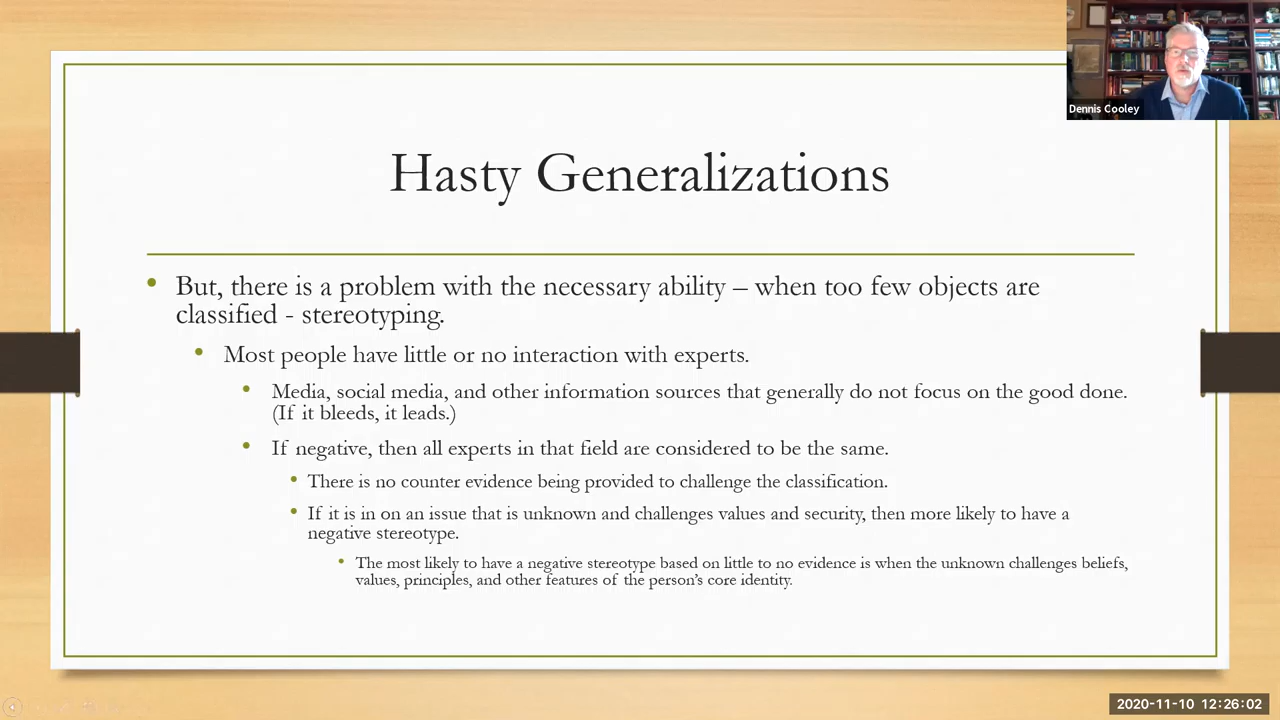 Dennis Cooley
Hasty Generalizations
But, there is a problem with the necessary ability – when too few objects are
classified - stereotyping.
Most people have little or no interaction with experts.
Media, social media, and other information sources that generally do not focus on the good done.
(If it bleeds, it leads.)
If negative, then all experts in that field are considered to be the same.
There is no counter evidence being provided to challenge the classification.
If it is in on an issue that is unknown and challenges values and security, then more likely to have a
negative stereotype.
The most likely to have a negative stereotype based on little to no evidence is when the unknown challenges beliefs,
values, principles, and other features of the person’s core identity.
2020-11-10 12:26:02